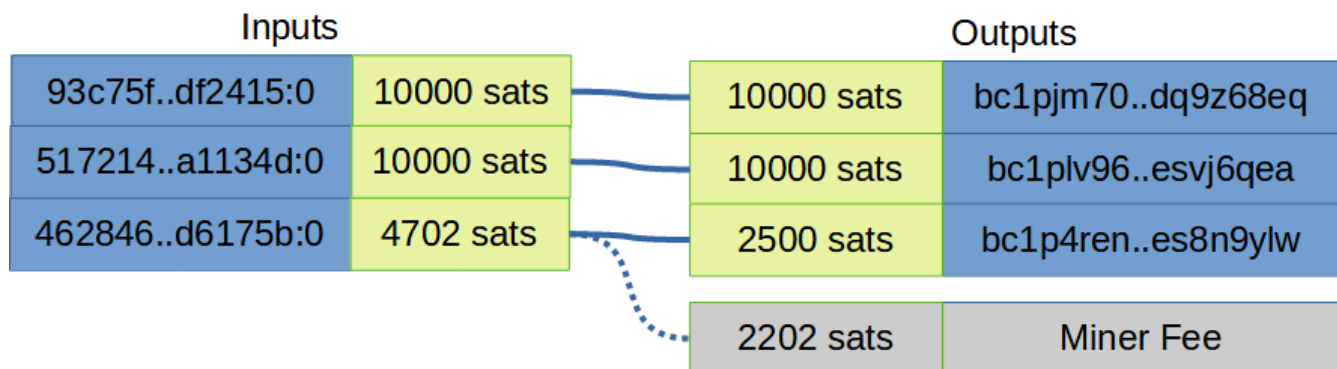 Inputs
Outputs
93c75f..df2415:0 10000 sats 10000 sats bc1pjm70..dq9z68eq
517214..a1134d:0 10000 sats 10000 sats bc1plv96..esvj6qea
462846..d6175b:0 4702 sats 2500 sats bc1p4ren..es8n9ylw
2202 sats Miner Fee